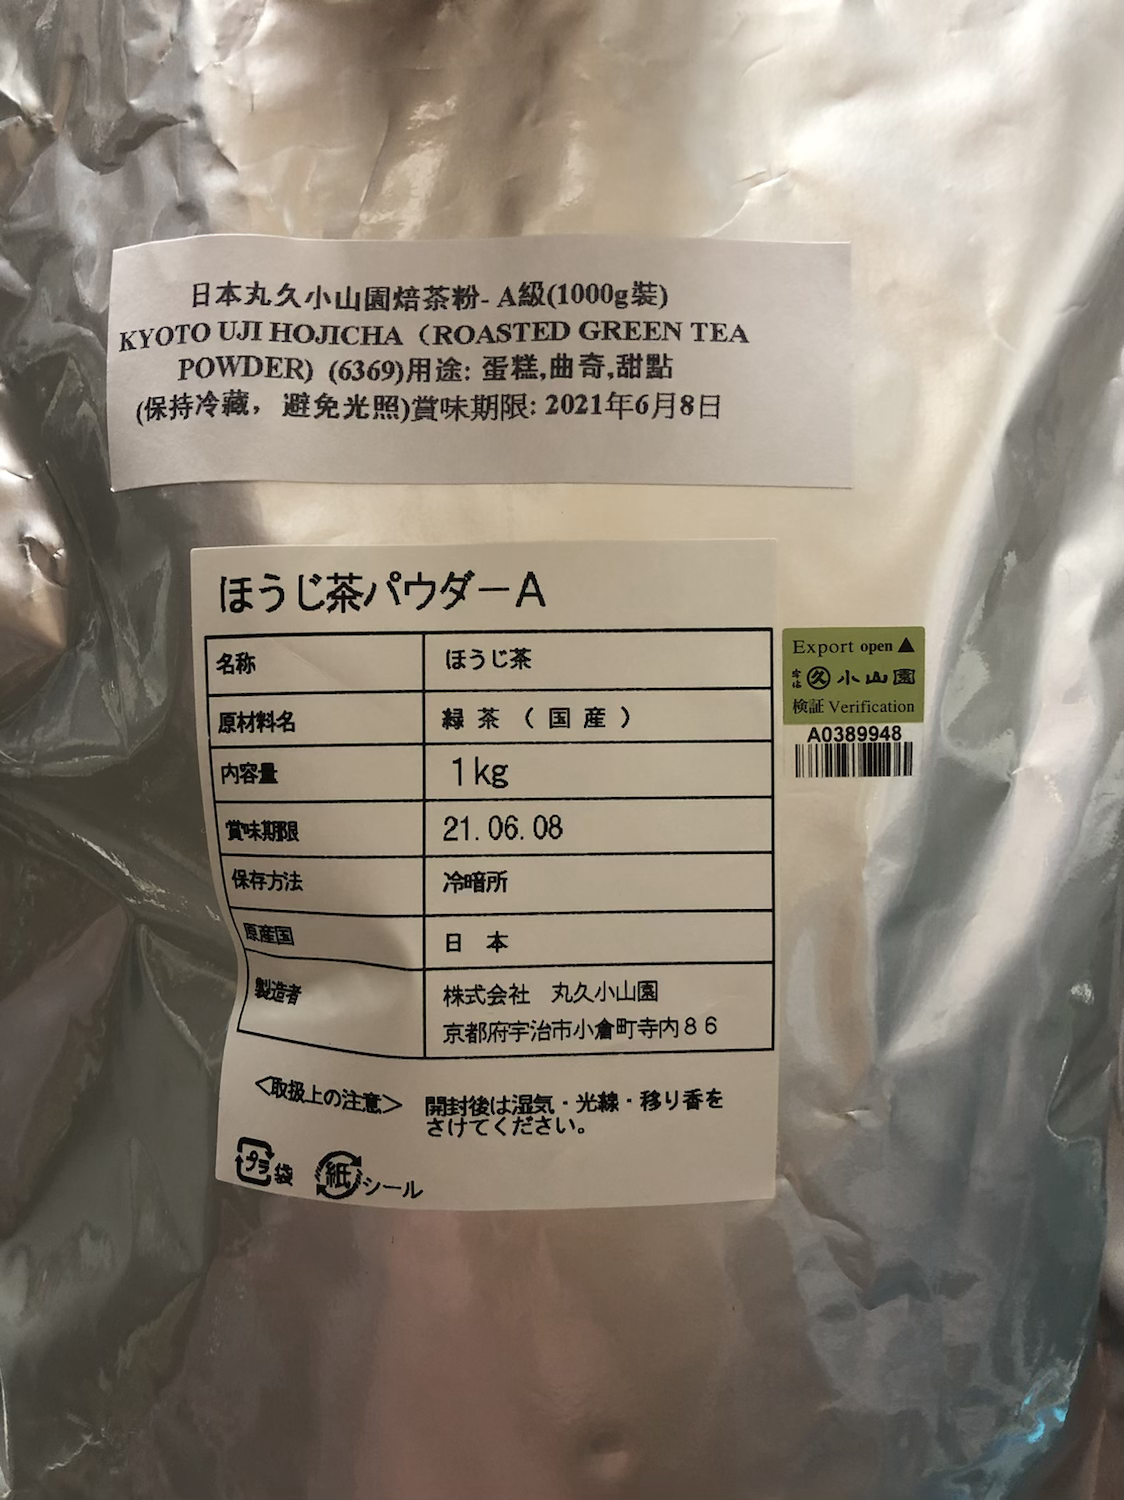 日本丸久小山園焙茶粉- A級(1000g裝)
KYOTO UJI HOJICHA（ROASTED GREEN TEA
POWDER）(6369)用途: 蛋糕,曲奇,甜點
(保持冷藏， 避免光照)賞味期限: 2021年6月8日
ほうじ茶パウダーA
名称 ほうじ茶
原材料名 緑茶（国産）
内容量 1kg
賞味期限 21.06.08
保存方法 冷暗所
原産国 日本
製造者 株式会社 丸久小山園
京都府宇治市小倉町寺内８６
<取扱上の注意> 開封後は湿気・光線・移り香を
さけてください。
プラ 袋 紙 シール
Export open▲
久 小山園
検証 Verification
A0389948